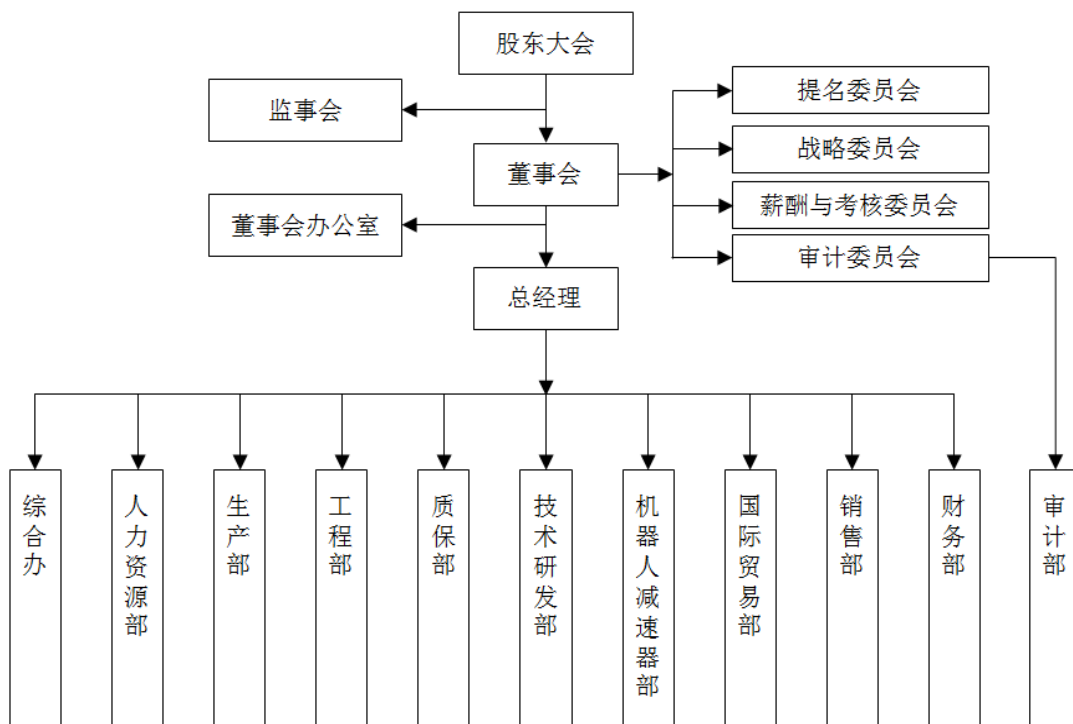 股东大会
监事会
提名委员会
战略委员会
董事会
薪酬与考核委员会
董事会办公室
审计委员会
总经理
综合办
人力资源部
生产部
工程部
质保部
技术研发部
机器人减速器部
国际贸易部
销售部
财务部
审计部